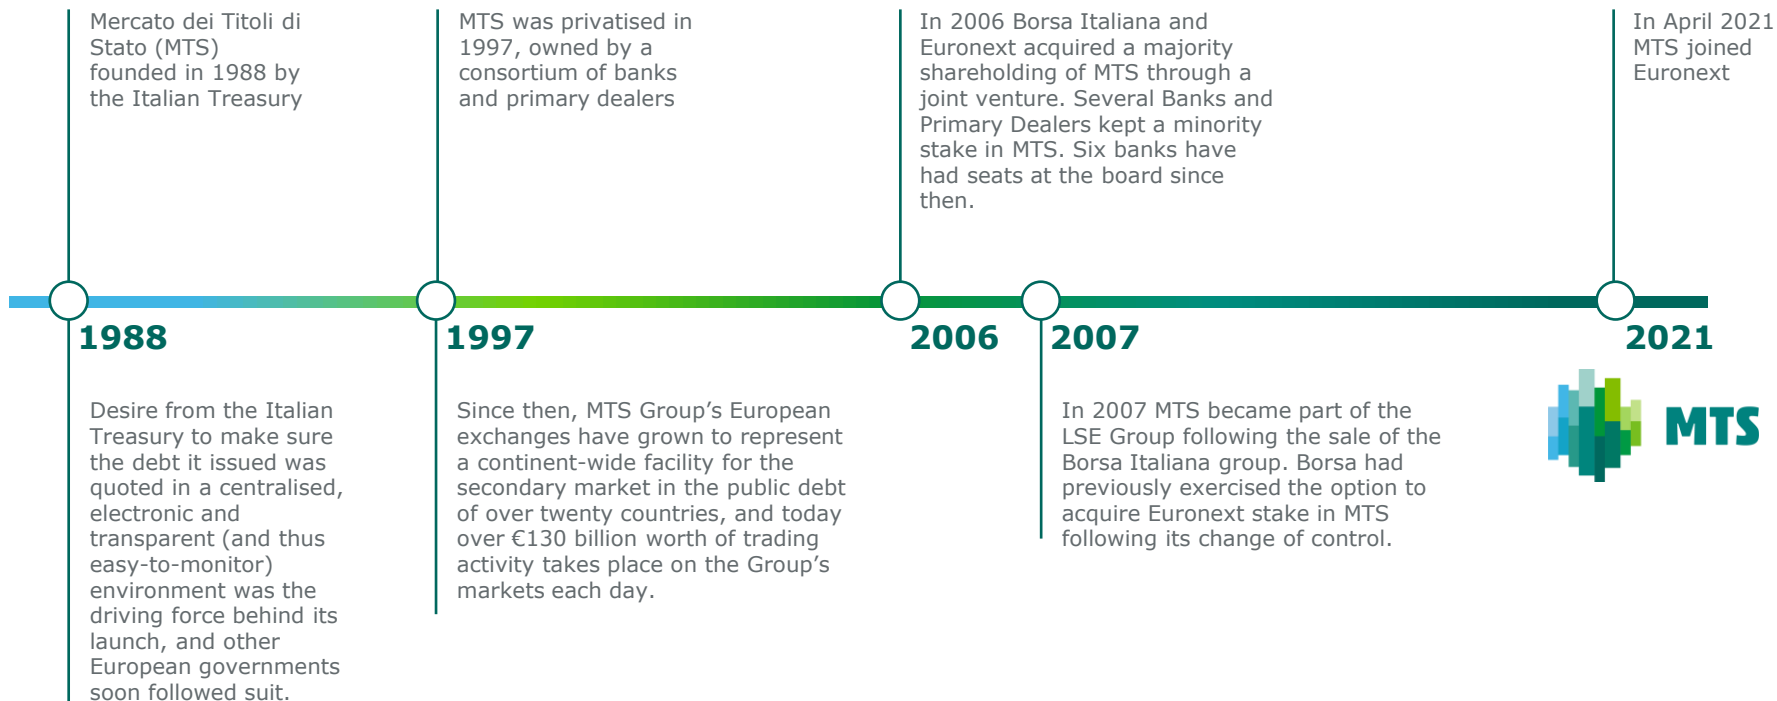 Mercato dei Titoli di
Stato (MTS)
founded in 1988 by
the Italian Treasury
MTS was privatised in
1997, owned by a
consortium of banks
and primary dealers
In 2006 Borsa Italiana and
Euronext acquired a majority
shareholding of MTS through a
joint venture. Several Banks and
Primary Dealers kept a minority
stake in MTS. Six banks have
had seats at the board since
then.
In April 2021
MTS joined
Euronext
1988
1997
2006
2007
2021
Desire from the Italian
Treasury to make sure
the debt it issued was
quoted in a centralised,
electronic and
transparent (and thus
easy-to-monitor)
environment was the
driving force behind its
launch, and other
European governments
soon followed suit.
Since then, MTS Group’s European
exchanges have grown to represent
a continent-wide facility for the
secondary market in the public debt
of over twenty countries, and today
over €130 billion worth of trading
activity takes place on the Group’s
markets each day.
In 2007 MTS became part of the
LSE Group following the sale of the
Borsa Italiana group. Borsa had
previously exercised the option to
acquire Euronext stake in MTS
following its change of control.
MTS